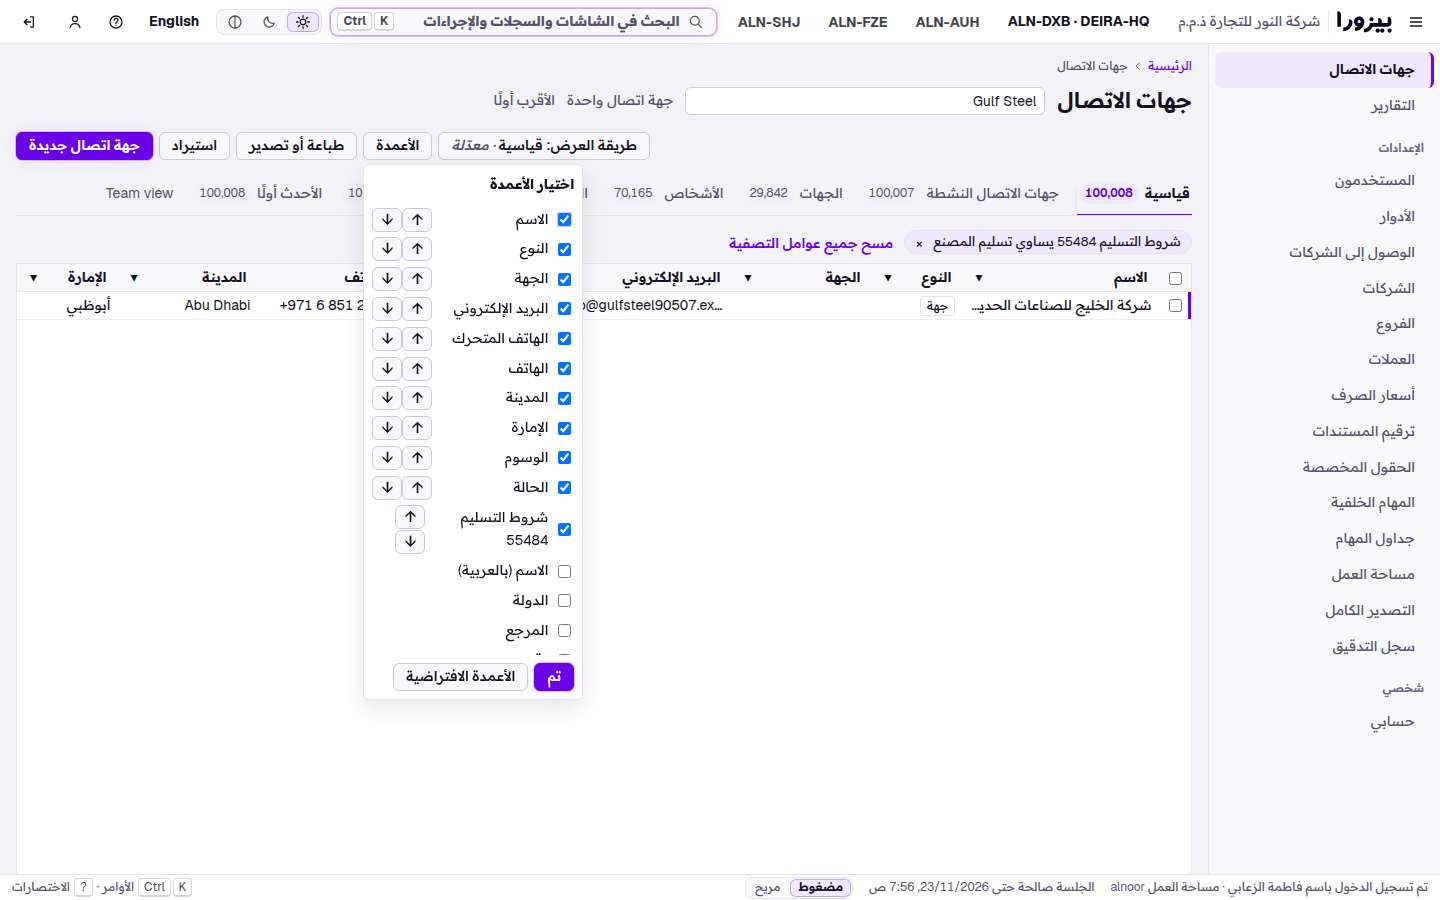 بيزورا
شركة النور للتجارة ذ.م.م
ALN-DXB · DEIRA-HQ
ALN-AUH
ALN-FZE
ALN-SHJ
البحث في الشاشات والسجلات والإجراءات
Ctrl K
English
جهات الاتصال
التقارير
الإعدادات
المستخدمون
الأدوار
الوصول إلى الشركات
الشركات
الفروع
العملات
أسعار الصرف
ترقيم المستندات
الحقول المخصصة
المهام الخلفية
جداول المهام
مساحة العمل
التصدير الكامل
سجل التدقيق
شخصي
حسابي
الرئيسية
جهات الاتصال
جهات الاتصال
Gulf Steel
جهة اتصال واحدة
الأقرب أولًا
طريقة العرض: قياسية · معدّلة
الأعمدة
طباعة أو تصدير
استيراد
جهة اتصال جديدة
قياسية 100,008
جهات الاتصال النشطة 100,007
الجهات 29,842
الأشخاص 70,165
الأحدث أولًا 100,008
Team view
شروط التسليم 55484 يساوي تسليم المصنع ×
مسح جميع عوامل التصفية
الاسم
النوع
الجهة
البريد الإلكتروني
المدينة
الإمارة
شركة الخليج للصناعات الحديـ...
جهة
@gulfsteel90507.ex...
+971 6 851 2
Abu Dhabi
أبوظبي
اختيار الأعمدة
الاسم
النوع
الجهة
البريد الإلكتروني
الهاتف المتحرك
الهاتف
المدينة
الإمارة
الوسوم
الحالة
شروط التسليم
55484
الاسم (بالعربية)
الدولة
المرجع
تم
الأعمدة الافتراضية
تم تسجيل الدخول باسم فاطمة الزعابي · مساحة العمل alnoor
الجلسة صالحة حتى 23/11/2026, 7:56 ص
مضغوط
مريح
Ctrl K الأوامر · ? الاختصارات